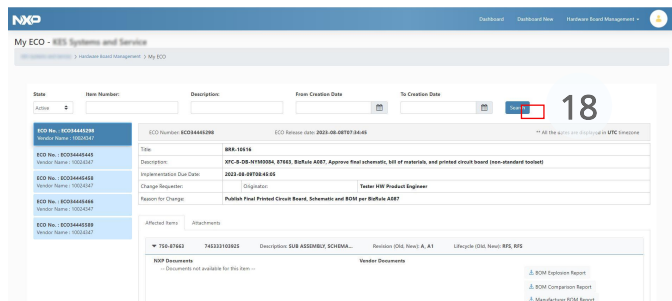 NXP
Dashboard Dashboard New Hardware Board Management
My ECO - KES Systems and Service
> Hardware Board Management > My ECO
State Item Number: Description: From Creation Date To Creation Date
Active Search
18
ECO No. : ECO34445298
Vendor Name : 10024347
ECO No. : ECO34445445
Vendor Name : 10024347
ECO No. : ECO34445458
Vendor Name : 10024347
ECO No. : ECO34445466
Vendor Name : 10024347
ECO No. : ECO34445589
Vendor Name : 10024347
ECO Number: ECO34445298 ECO Release date: 2023-08-08T07:34:45 ** All the dates are displayed in UTC timezone
Title: BRR-10516
Description: XFC-B-DB-NYM0084, 87663, BizRule A087, Approve final schematic, bill of materials, and printed circuit board (non-standard toolset)
Implementation Due Date: 2023-08-09T08:45:05
Change Requester: Originator: Tester HW Product Engineer
Reason for Change: Publish Final Printed Circuit Board, Schematic and BOM per BizRule A087
Affected Items Attachments
750-87663 745333103925 Description: SUB ASSEMBLY, SCHEMA... Revision (Old, New): A, A1 Lifecycle (Old, New): RFS, RFS
NXP Documents Vendor Documents
-- Documents not available for this item --
BOM Explosion Report
BOM Comparison Report
Manufacturer BOM Report